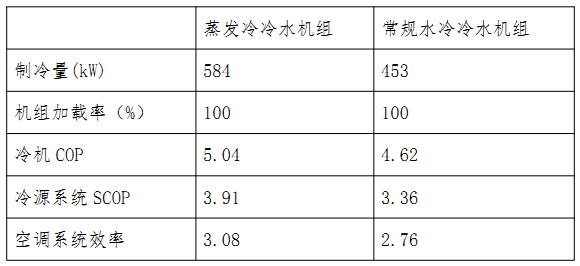 蒸发冷冷水机组 常规水冷冷水机组
制冷量(kW) 584 453
机组加载率（%） 100 100
冷机 COP 5.04 4.62
冷源系统 SCOP 3.91 3.36
空调系统效率 3.08 2.76